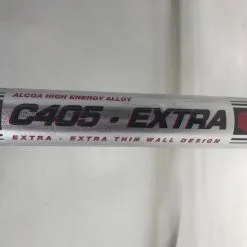 ALCOA HIGH ENERGY ALLOY
C405 • EXTRA
EXTRA - EXTRA THIN WALL DESIGN